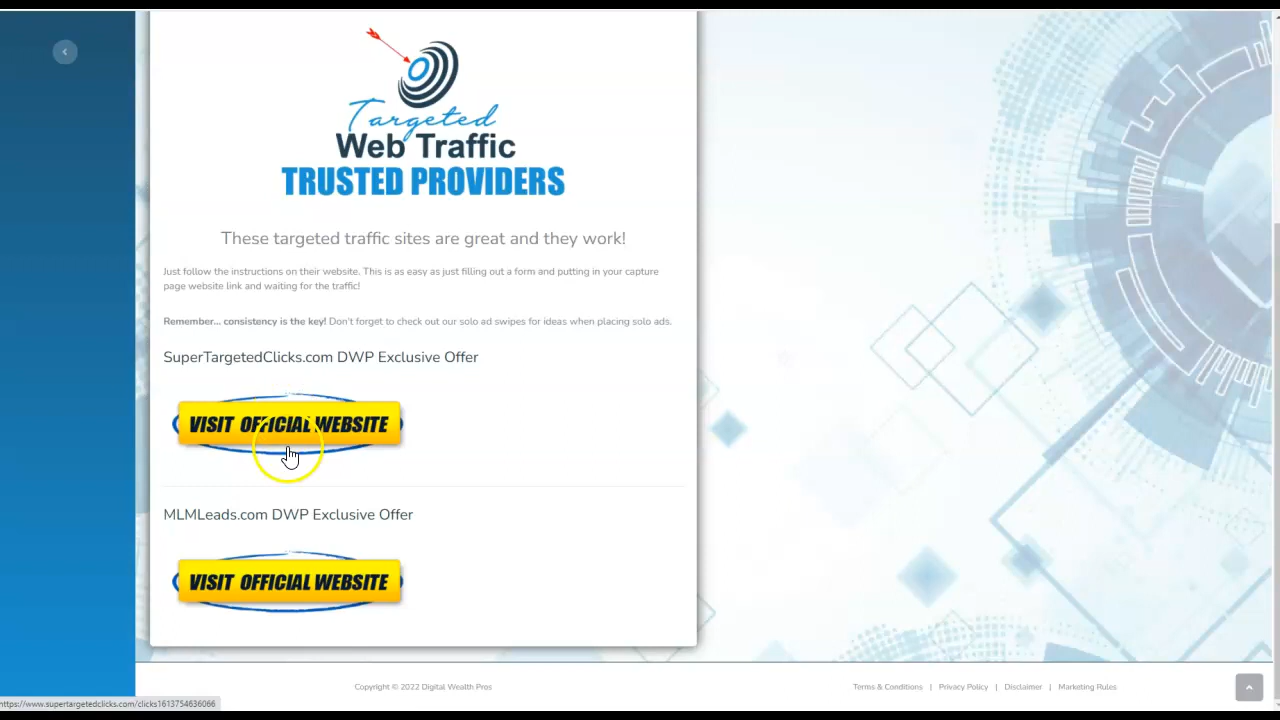 Targeted
Web Traffic
TRUSTED PROVIDERS
These targeted traffic sites are great and they work!
Just follow the instructions on their website. This is as easy as just filling out a form and putting in your capture
page website link and waiting for the traffic!
Remember... consistency is the key! Don't forget to check out our solo ad swipes for ideas when placing solo ads.
SuperTargetedClicks.com DWP Exclusive Offer
VISIT OFFICIAL WEBSITE
MLMLeads.com DWP Exclusive Offer
VISIT OFFICIAL WEBSITE
Copyright © 2022 Digital Wealth Pros
Terms & Conditions | Privacy Policy | Disclaimer | Marketing Rules
https://www.supertargetedclicks.com/clicks1613754636066